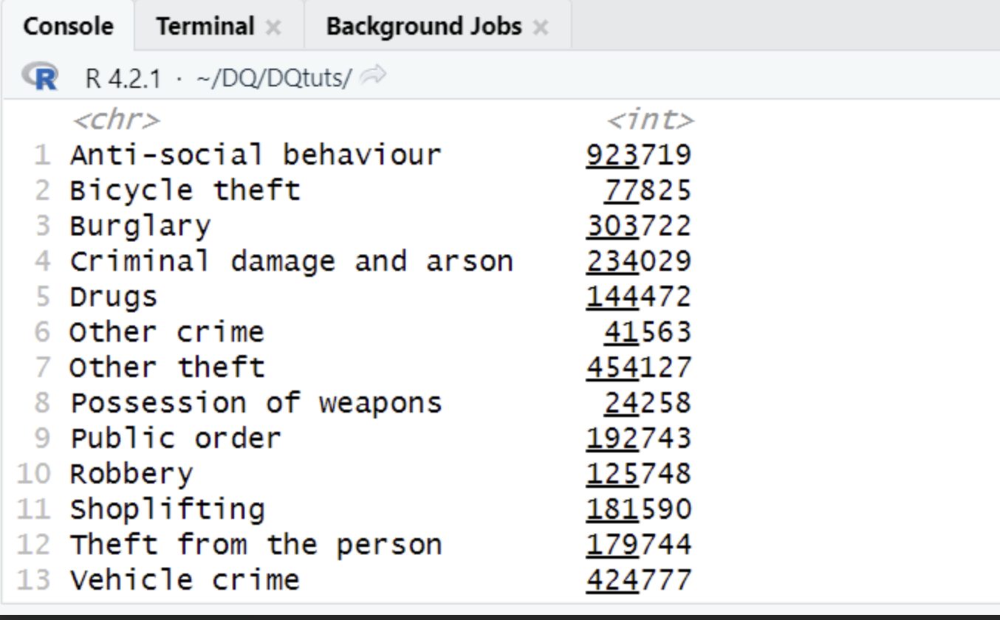 Console Terminal Background Jobs
R 4.2.1 · ~/DQ/DQtuts/
<chr> <int>
1 Anti-social behaviour 923719
2 Bicycle theft 77825
3 Burglary 303722
4 Criminal damage and arson 234029
5 Drugs 144472
6 Other crime 41563
7 Other theft 454127
8 Possession of weapons 24258
9 Public order 192743
10 Robbery 125748
11 Shoplifting 181590
12 Theft from the person 179744
13 Vehicle crime 424777